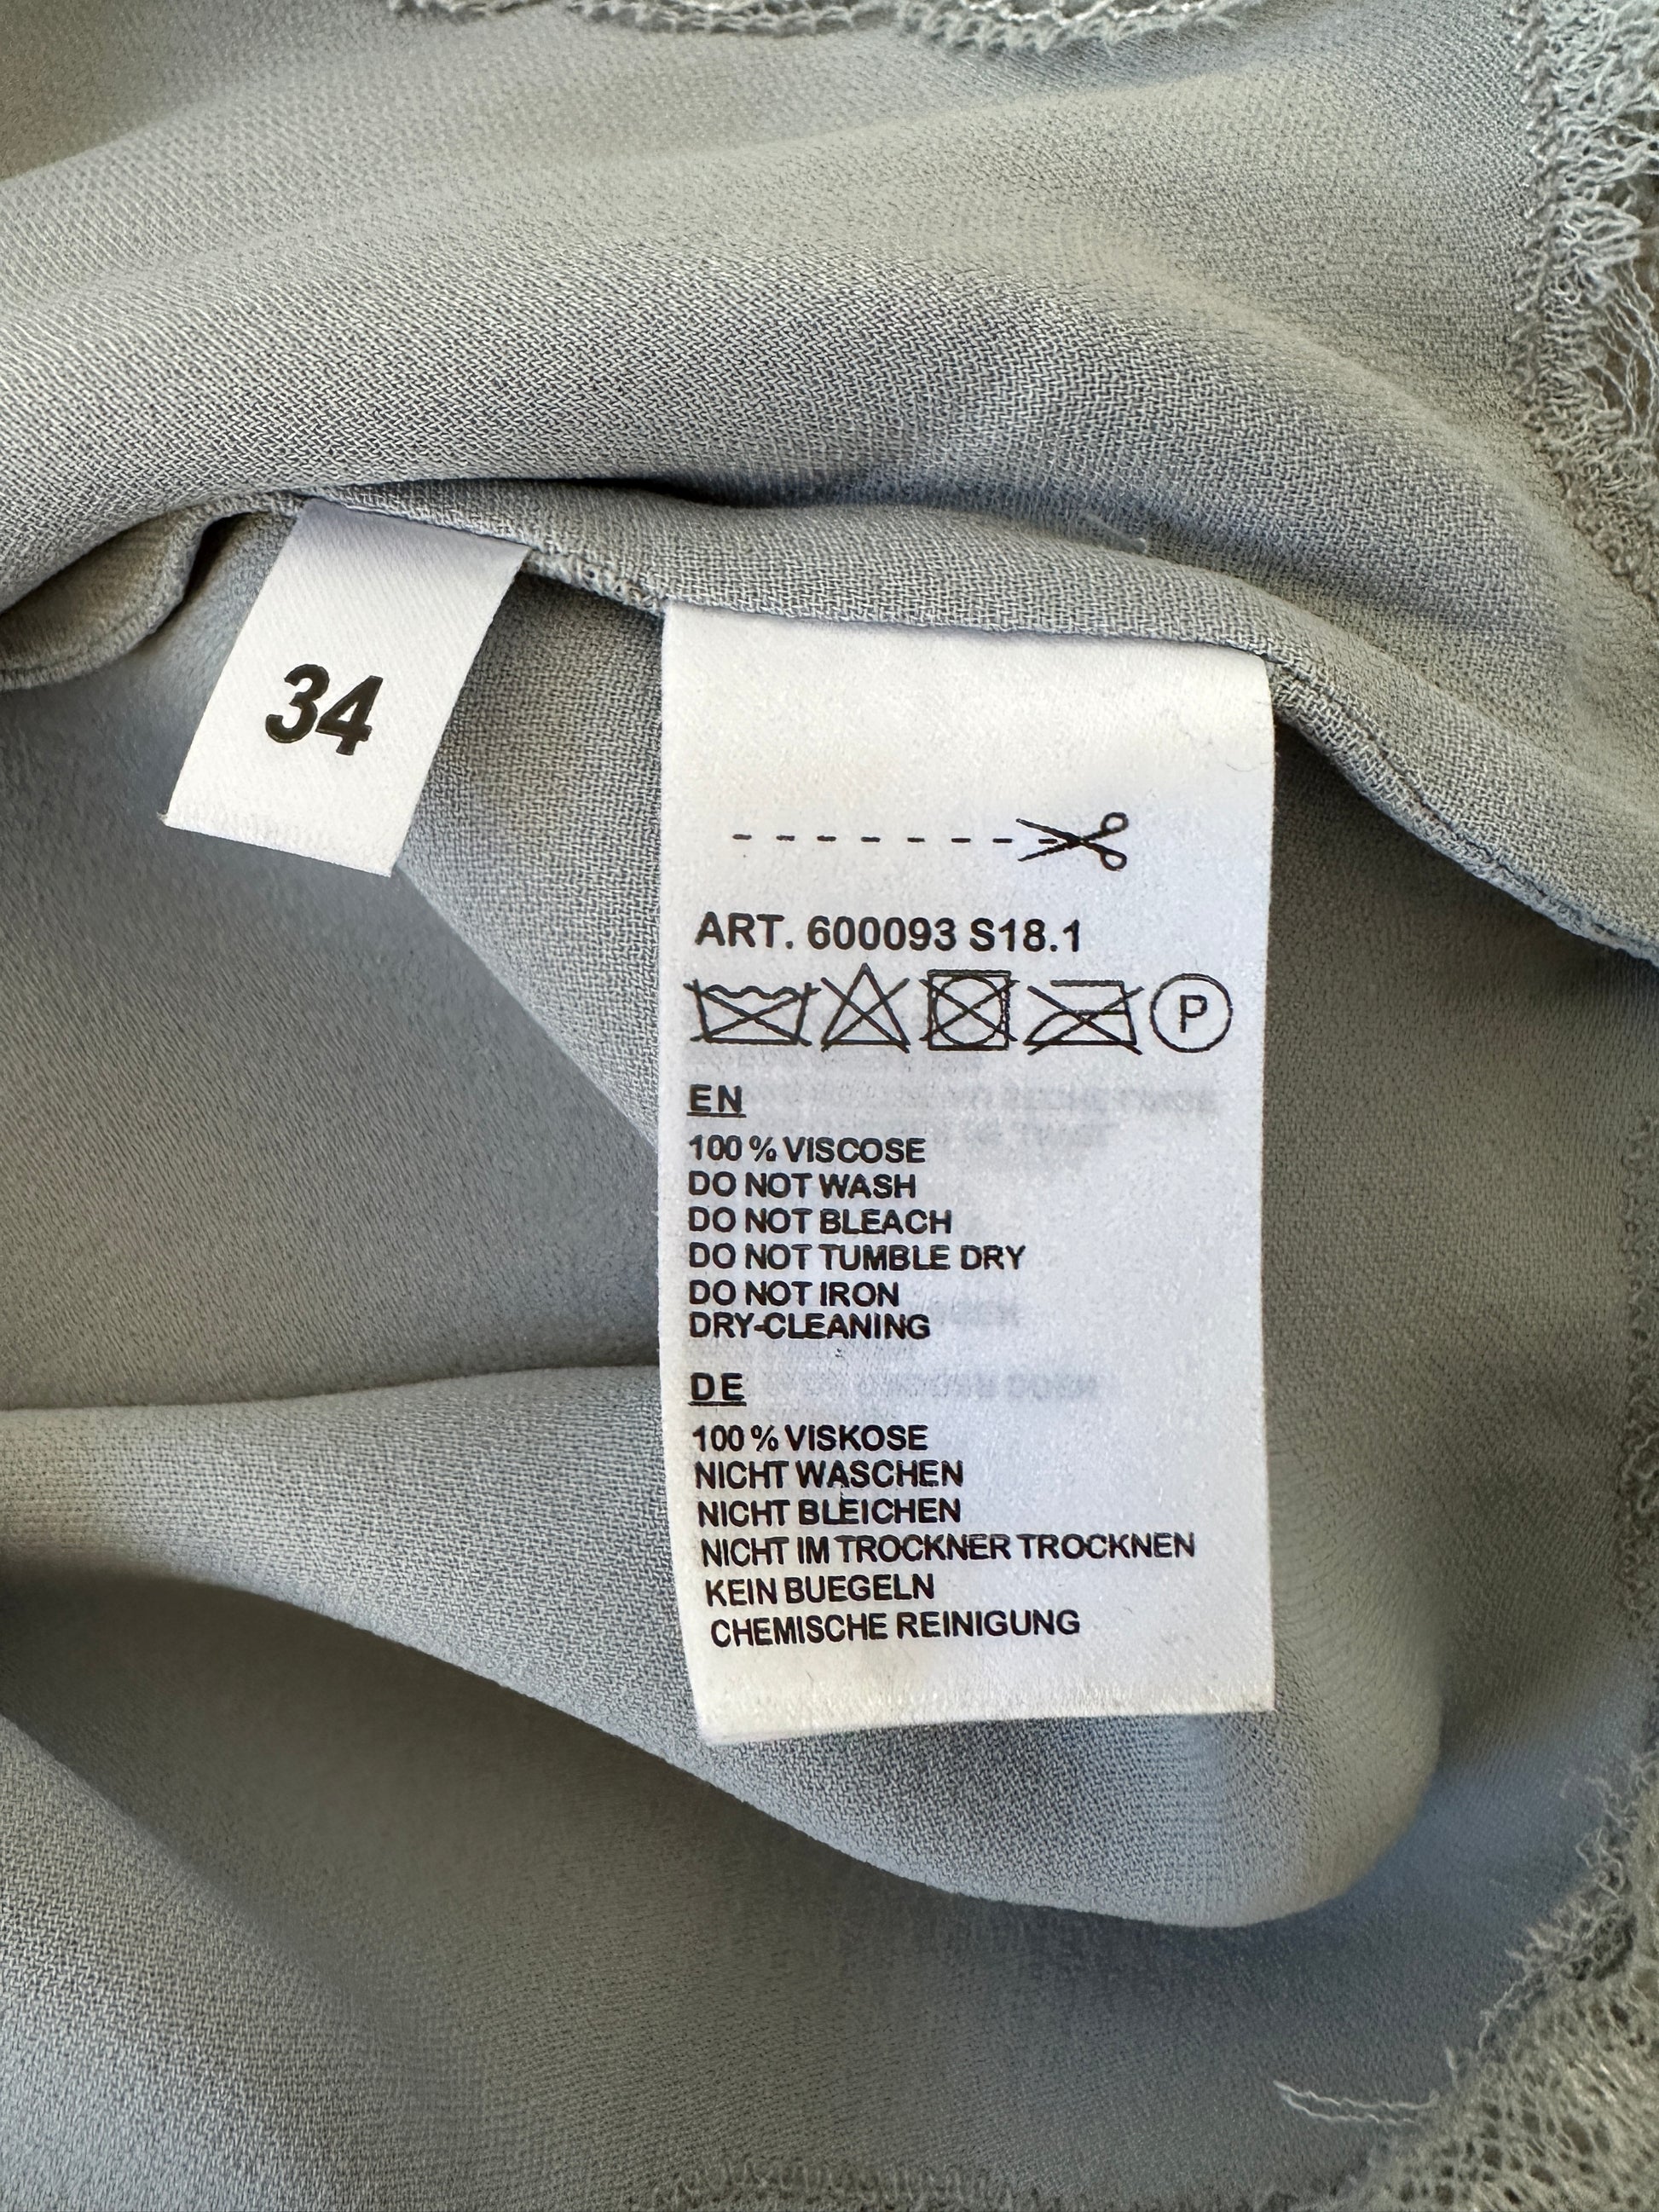 34
ART. 600093 S18.1
P
EN
100 % VISCOSE
DO NOT WASH
DO NOT BLEACH
DO NOT TUMBLE DRY
DO NOT IRON
DRY-CLEANING
DE
100 % VISKOSE
NICHT WASCHEN
NICHT BLEICHEN
NICHT IM TROCKNER TROCKNEN
KEIN BUEGELN
CHEMISCHE REINIGUNG